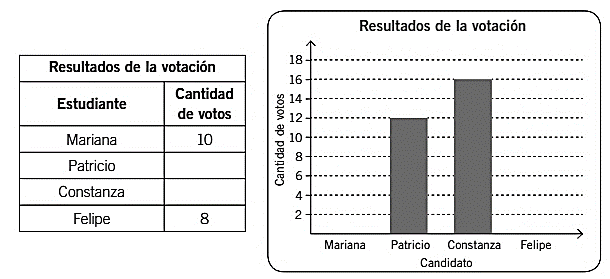 Resultados de la votación
Estudiante
Cantidad
de votos
Mariana 10
Patricio
Constanza
Felipe 8
Resultados de la votación
Cantidad de votos
18
16
14
12
10
8
6
4
2
Mariana Patricio Constanza Felipe
Candidato